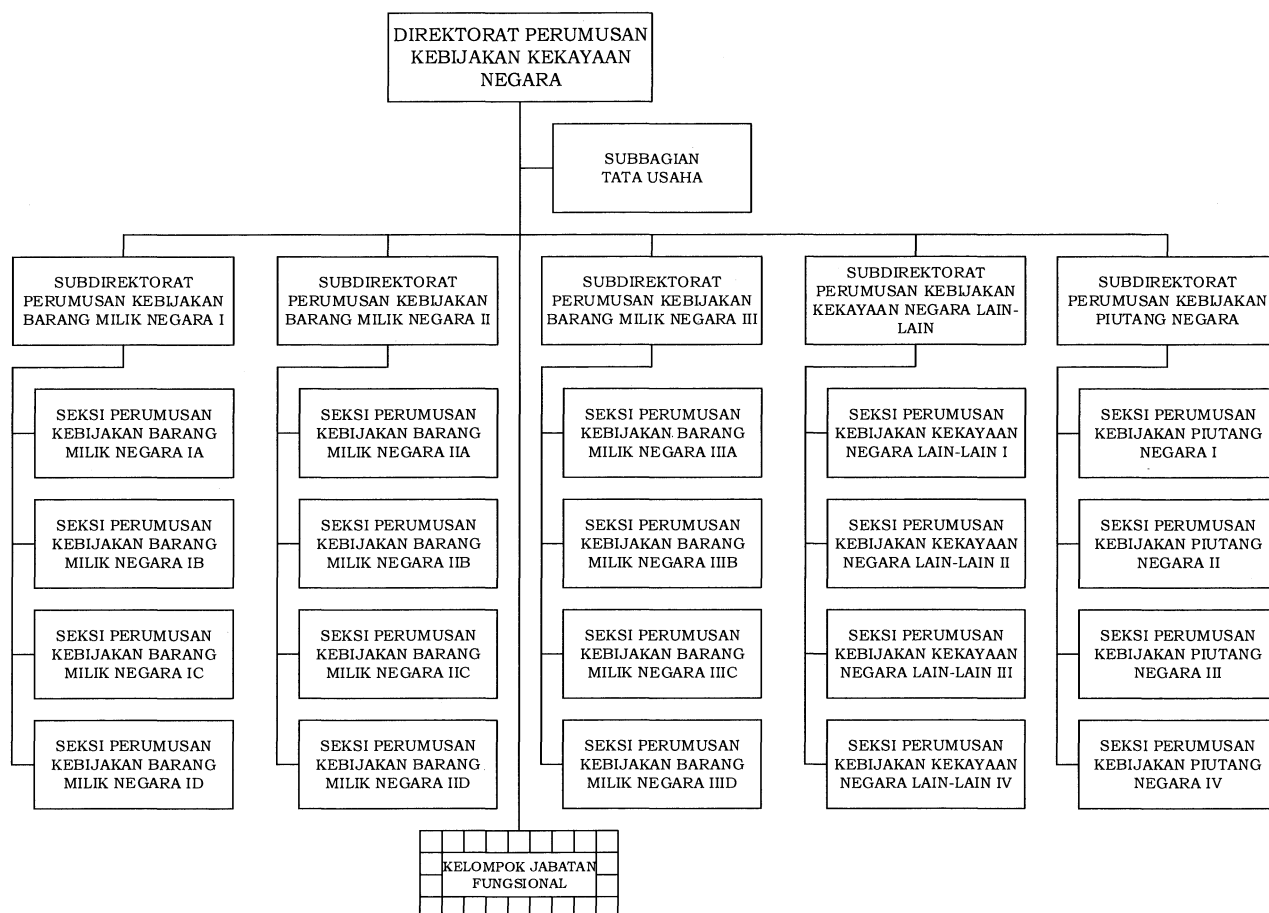 DIREKTORAT PERUMUSAN
KEBIJAKAN KEKAYAAN
NEGARA
SUBBAGIAN
TATA USAHA
SUBDIREKTORAT
PERUMUSAN KEBIJAKAN
BARANG MILIK NEGARA I
SUBDIREKTORAT
PERUMUSAN KEBIJAKAN
BARANG MILIK NEGARA II
SUBDIREKTORAT
PERUMUSAN KEBIJAKAN
BARANG MILIK NEGARA III
SUBDIREKTORAT
PERUMUSAN KEBIJAKAN
KEKAYAAN NEGARA LAIN-
LAIN
SUBDIREKTORAT
PERUMUSAN KEBIJAKAN
PIUTANG NEGARA
SEKSI PERUMUSAN
KEBIJAKAN BARANG
MILIK NEGARA IA
SEKSI PERUMUSAN
KEBIJAKAN BARANG
MILIK NEGARA IIA
SEKSI PERUMUSAN
KEBIJAKAN BARANG
MILIK NEGARA IIIA
SEKSI PERUMUSAN
KEBIJAKAN KEKAYAAN
NEGARA LAIN-LAIN I
SEKSI PERUMUSAN
KEBIJAKAN PIUTANG
NEGARA I
SEKSI PERUMUSAN
KEBIJAKAN BARANG
MILIK NEGARA IB
SEKSI PERUMUSAN
KEBIJAKAN BARANG
MILIK NEGARA IIB
SEKSI PERUMUSAN
KEBIJAKAN BARANG
MILIK NEGARA IIIB
SEKSI PERUMUSAN
KEBIJAKAN KEKAYAAN
NEGARA LAIN-LAIN II
SEKSI PERUMUSAN
KEBIJAKAN PIUTANG
NEGARA II
SEKSI PERUMUSAN
KEBIJAKAN BARANG
MILIK NEGARA IC
SEKSI PERUMUSAN
KEBIJAKAN BARANG
MILIK NEGARA IIC
SEKSI PERUMUSAN
KEBIJAKAN BARANG
MILIK NEGARA IIIC
SEKSI PERUMUSAN
KEBIJAKAN KEKAYAAN
NEGARA LAIN-LAIN III
SEKSI PERUMUSAN
KEBIJAKAN PIUTANG
NEGARA III
SEKSI PERUMUSAN
KEBIJAKAN BARANG
MILIK NEGARA ID
SEKSI PERUMUSAN
KEBIJAKAN BARANG
MILIK NEGARA IID
SEKSI PERUMUSAN
KEBIJAKAN BARANG
MILIK NEGARA IIID
SEKSI PERUMUSAN
KEBIJAKAN KEKAYAAN
NEGARA LAIN-LAIN IV
SEKSI PERUMUSAN
KEBIJAKAN PIUTANG
NEGARA IV
KELOMPOK JABATAN
FUNGSIONAL